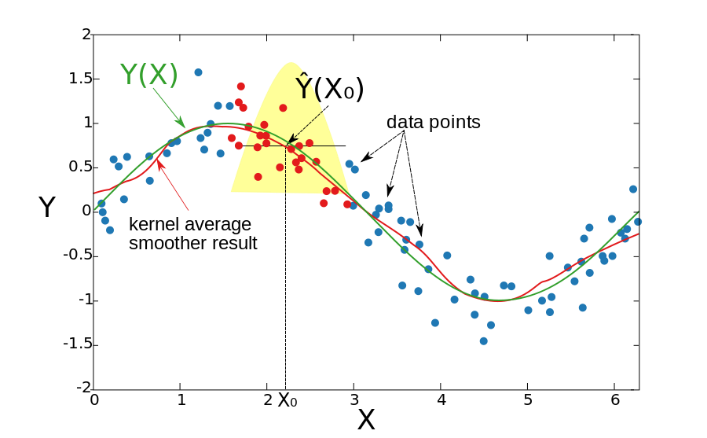 2
1.5
Y(X)
Ŷ(X₀)
1
data points
0.5
Y
0
kernel average
smoother result
-0.5
-1
-1.5
-2
0
1
2
X₀
3
4
5
6
X